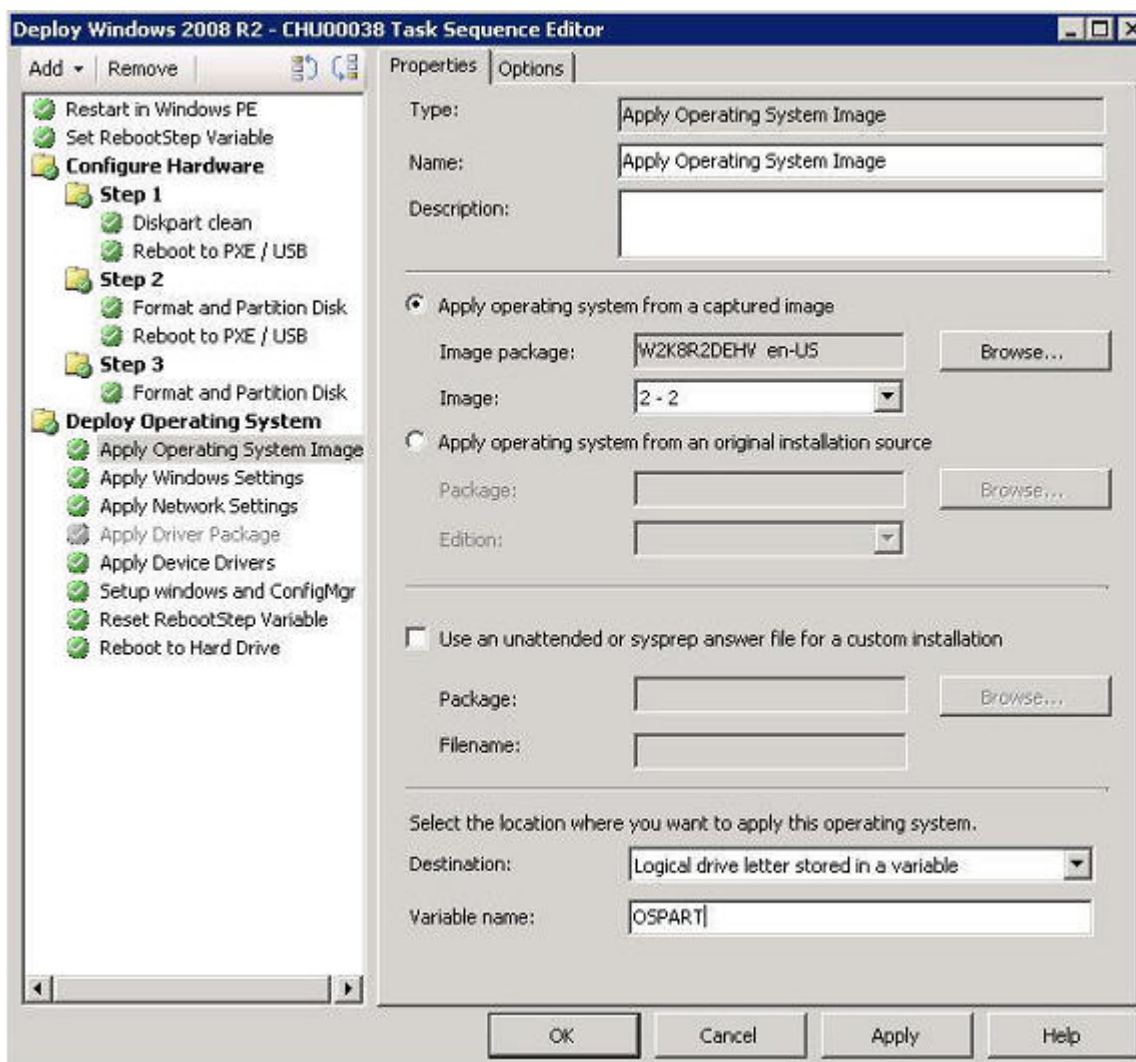 Deploy Windows 2008 R2 - CHU00038 Task Sequence Editor
Add Remove
Restart in Windows PE
Set RebootStep Variable
Configure Hardware
Step 1
Diskpart clean
Reboot to PXE / USB
Step 2
Format and Partition Disk
Reboot to PXE / USB
Step 3
Format and Partition Disk
Deploy Operating System
Apply Operating System Image
Apply Windows Settings
Apply Network Settings
Apply Driver Package
Apply Device Drivers
Setup windows and ConfigMgr
Reset RebootStep Variable
Reboot to Hard Drive
Properties Options
Type: Apply Operating System Image
Name: Apply Operating System Image
Description:
Apply operating system from a captured image
Image package: W2K8R2DEHV en-US Browse...
Image: 2 - 2
Apply operating system from an original installation source
Package: Browse...
Edition:
Use an unattended or sysprep answer file for a custom installation
Package: Browse...
Filename:
Select the location where you want to apply this operating system.
Destination: Logical drive letter stored in a variable
Variable name: OSPART
OK Cancel Apply Help